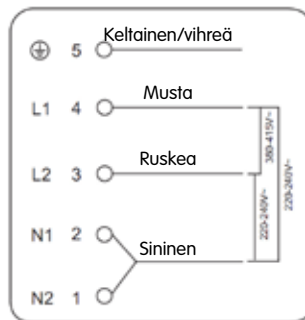 ⏚ 5 Keltainen/vihreä
L1 4 Musta
380-415V~
L2 3 Ruskea
220-240V~
220-240V~
N1 2
Sininen
N2 1